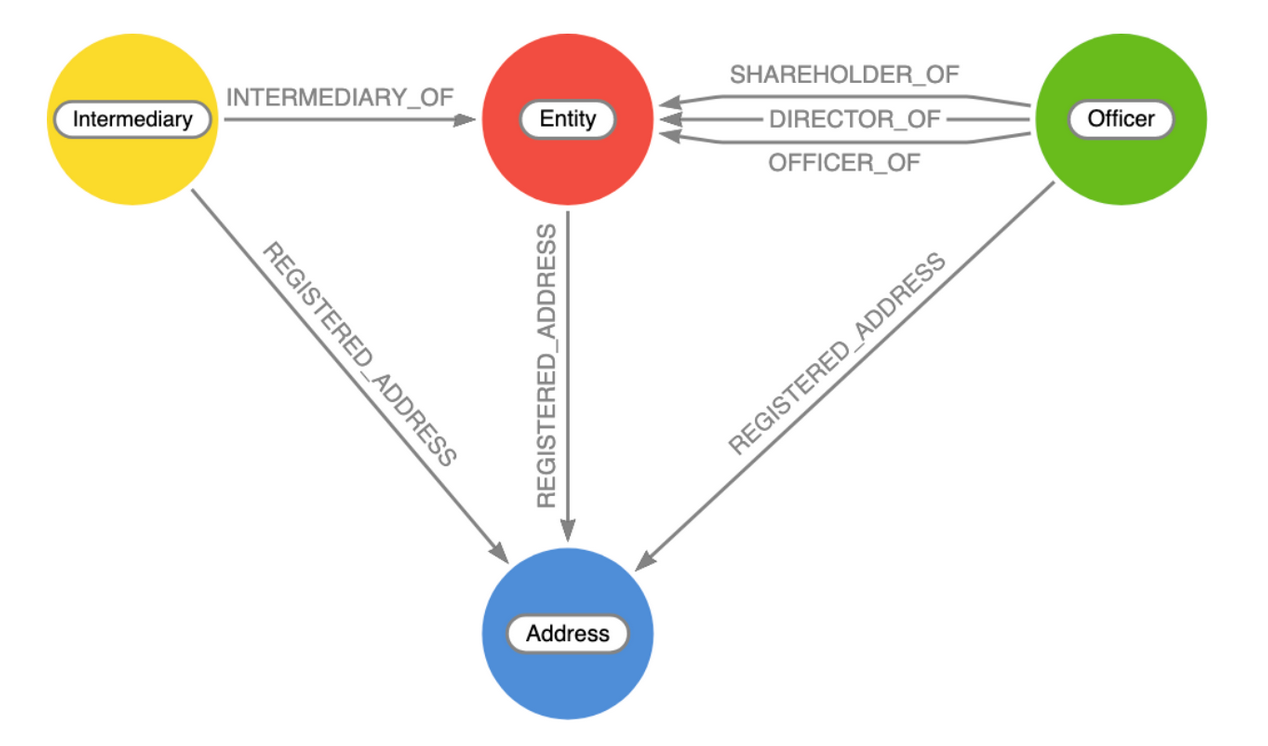 SHAREHOLDER_OF
INTERMEDIARY_OF
Intermediary
Entity
DIRECTOR_OF
Officer
OFFICER_OF
REGISTERED_ADDRESS
REGISTERED_ADDRESS
REGISTERED_ADDRESS
Address